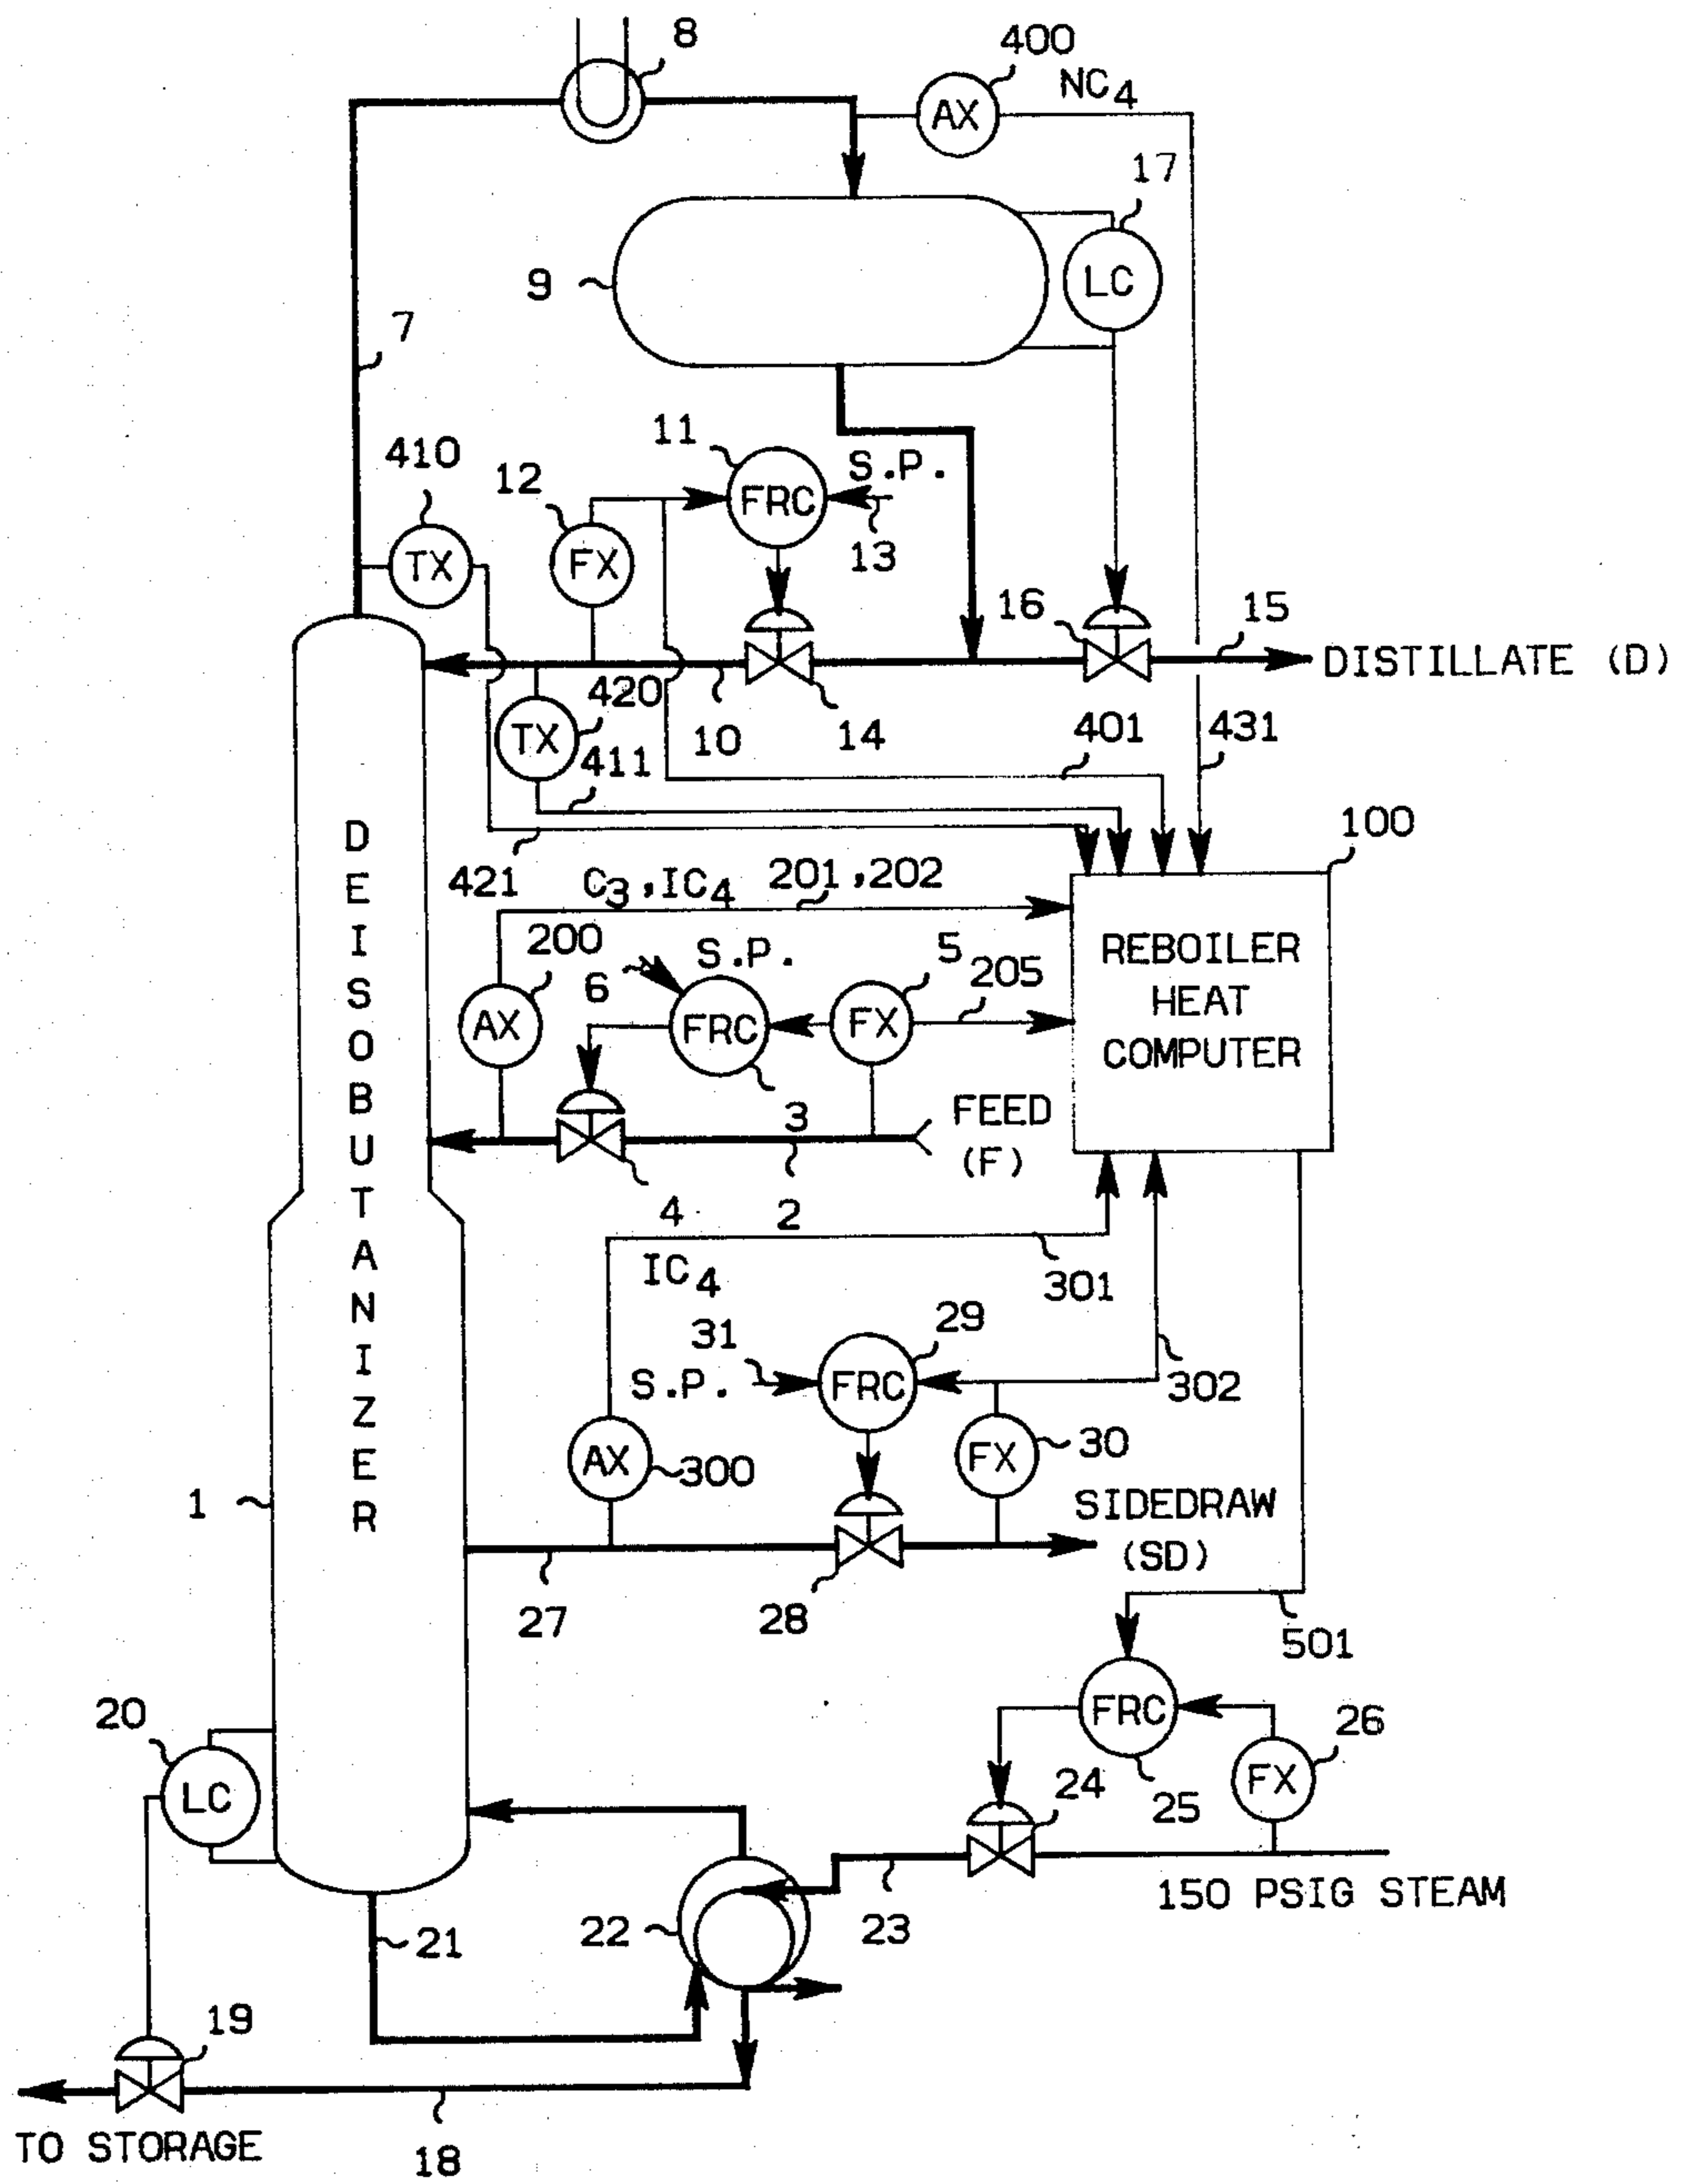 8
400
NC4
AX
17
LC
9
7
11
S.P.
410
12
FRC
FX
13
TX
16
15
DISTILLATE (D)
420
TX
10
14
401
431
411
100
421
C3, IC4
201, 202
200
S.P.
5
205
6
AX
FRC
FX
REBOILER
HEAT
COMPUTER
3
FEED
(F)
4
2
DEISOBUTANIZER
IC4
301
31
29
S.P.
FRC
302
AX
300
FX
30
1
SIDEDRAW
(SD)
27
28
501
20
FRC
26
LC
24
FX
25
150 PSIG STEAM
21
22
23
19
TO STORAGE
18